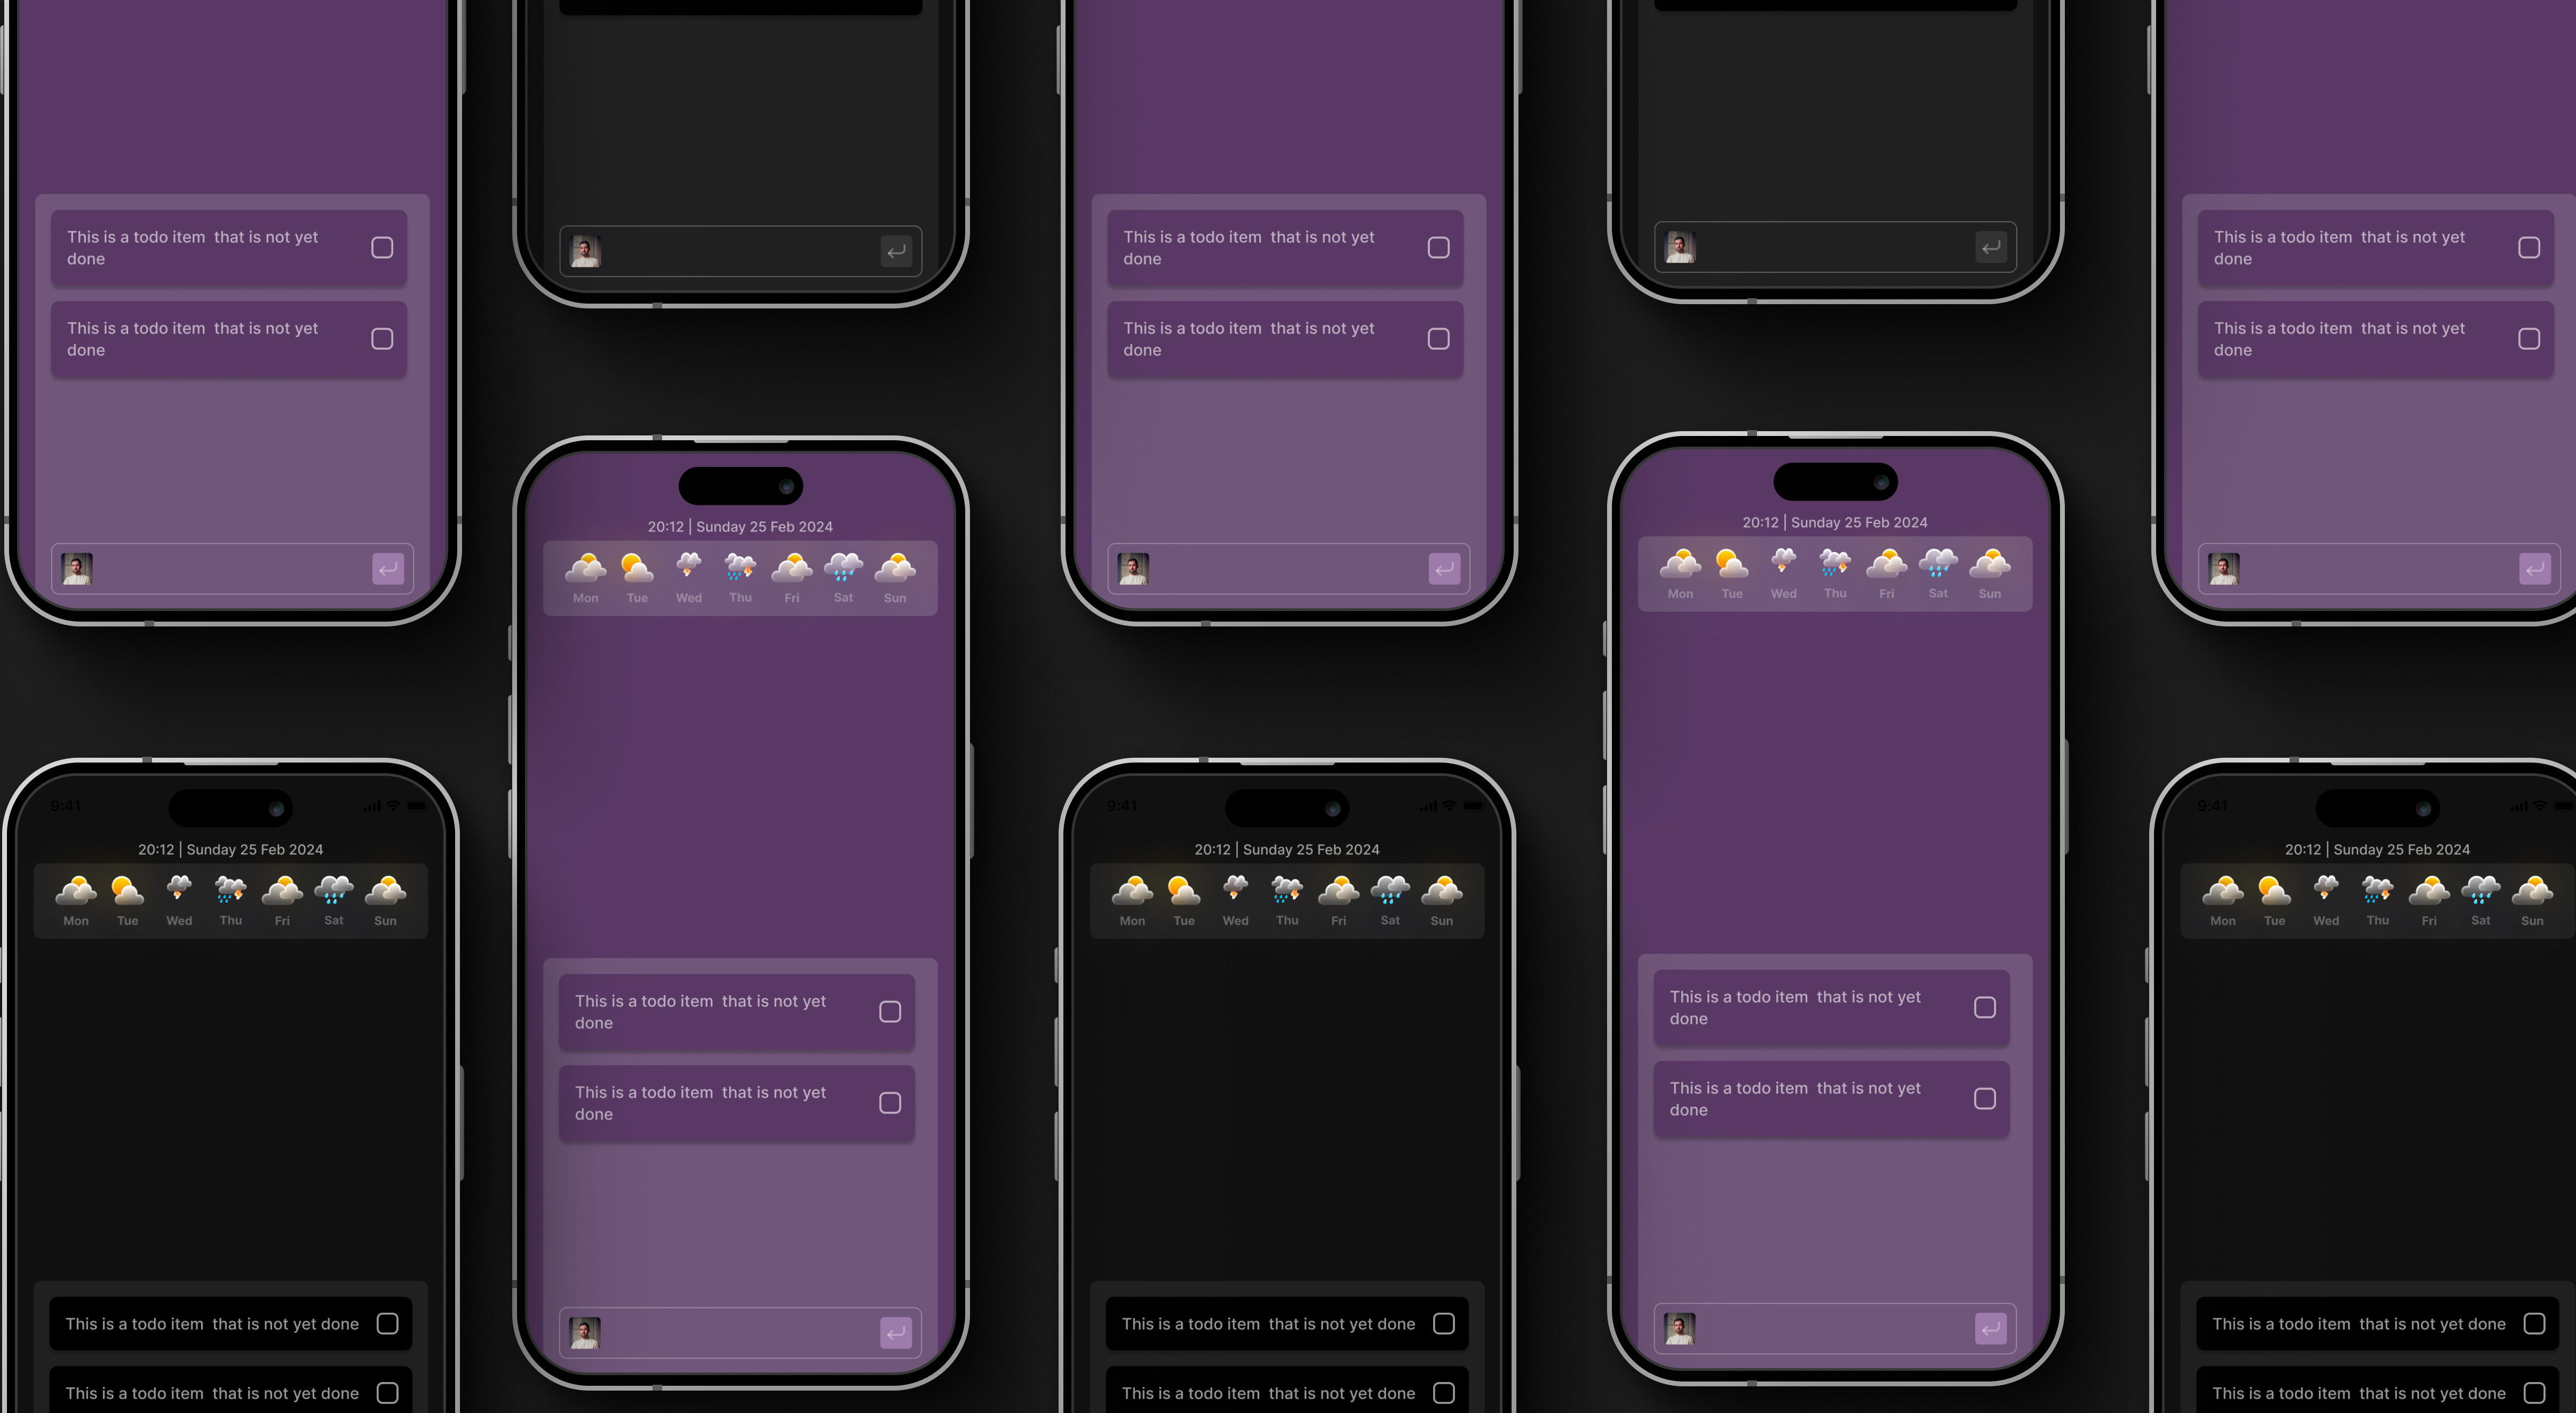 This is a todo item  that is not yet
done
This is a todo item  that is not yet
done
9:41
20:12 | Sunday 25 Feb 2024
Mon Tue Wed Thu Fri Sat Sun
This is a todo item  that is not yet done
This is a todo item  that is not yet done
20:12 | Sunday 25 Feb 2024
Mon Tue Wed Thu Fri Sat Sun
This is a todo item  that is not yet
done
This is a todo item  that is not yet
done
This is a todo item  that is not yet
done
This is a todo item  that is not yet
done
9:41
20:12 | Sunday 25 Feb 2024
Mon Tue Wed Thu Fri Sat Sun
This is a todo item  that is not yet done
This is a todo item  that is not yet done
20:12 | Sunday 25 Feb 2024
Mon Tue Wed Thu Fri Sat Sun
This is a todo item  that is not yet
done
This is a todo item  that is not yet
done
This is a todo item  that is not yet
done
This is a todo item  that is not yet
done
9:41
20:12 | Sunday 25 Feb 2024
Mon Tue Wed Thu Fri Sat Sun
This is a todo item  that is not yet done
This is a todo item  that is not yet done